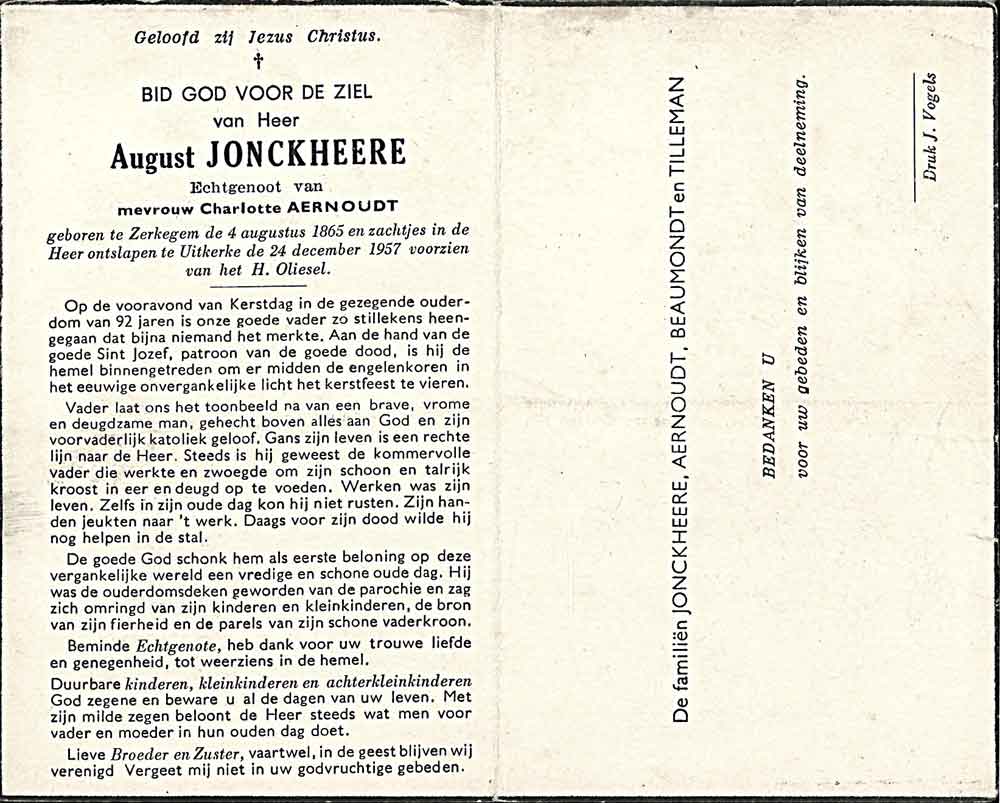 Geloofd zij Jezus Christus.
†
BID GOD VOOR DE ZIEL
van Heer
August JONCKHEERE
Echtgenoot van
mevrouw Charlotte AERNOUDT
geboren te Zerkegem de 4 augustus 1865 en zachtjes in de
Heer ontslapen te Uitkerke de 24 december 1957 voorzien
van het H. Oliesel.
Op de vooravond van Kerstdag in de gezegende ouder-
dom van 92 jaren is onze goede vader zo stillekens heen-
gegaan dat bijna niemand het merkte. Aan de hand van de
goede Sint Jozef, patroon van de goede dood, is hij de
hemel binnengetreden om er midden de engelenkoren in
het eeuwige onvergankelijke licht het kerstfeest te vieren.
Vader laat ons het toonbeeld na van een brave, vrome
en deugdzame man, gehecht boven alles aan God en zijn
voorvaderlijk katoliek geloof. Gans zijn leven is een rechte
lijn naar de Heer. Steeds is hij geweest de kommervolle
vader die werkte en zwoegde om zijn schoon en talrijk
kroost in eer en deugd op te voeden. Werken was zijn
leven. Zelfs in zijn oude dag kon hij niet rusten. Zijn han-
den jeukten naar 't werk. Daags voor zijn dood wilde hij
nog helpen in de stal.
De goede God schonk hem als eerste beloning op deze
vergankelijke wereld een vredige en schone oude dag. Hij
was de ouderdomsdeken geworden van de parochie en zag
zich omringd van zijn kinderen en kleinkinderen, de bron
van zijn fierheid en de parels van zijn schone vaderkroon.
Beminde Echtgenote, heb dank voor uw trouwe liefde
en genegenheid, tot weerziens in de hemel.
Duurbare kinderen, kleinkinderen en achterkleinkinderen
God zegene en beware u al de dagen van uw leven. Met
zijn milde zegen beloont de Heer steeds wat men voor
vader en moeder in hun ouden dag doet.
Lieve Broeder en Zuster, vaartwel, in de geest blijven wij
verenigd Vergeet mij niet in uw godvruchtige gebeden.
De familiën JONCKHEERE, AERNOUDT, BEAUMONDT en TILLEMAN
BEDANKEN U
voor uw gebeden en blijken van deelneming.
Druk J. Vogels